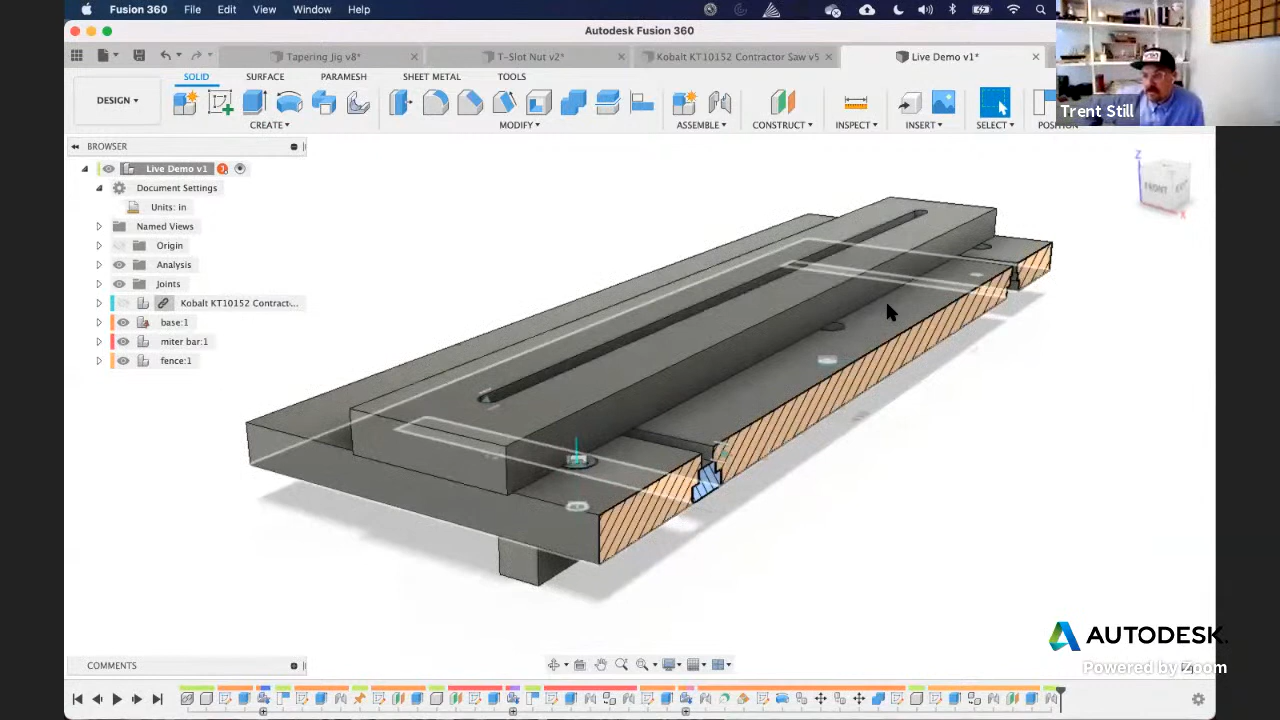 Fusion 360 File Edit View Window Help
Autodesk Fusion 360
Tapering Jig v8* T-Slot Nut v2* Kobalt KT10152 Contractor Saw v5 Live Demo v1*
SOLID SURFACE PARAMESH SHEET METAL TOOLS
DESIGN
CREATE MODIFY ASSEMBLE CONSTRUCT INSPECT INSERT SELECT POSITION
Trent Still
BROWSER
Live Demo v1
Document Settings
Units: in
Named Views
Origin
Analysis
Joints
Kobalt KT10152 Contract...
base:1
miter bar:1
fence:1
Z
FRONT
X
AUTODESK.
Powered by Zoom
COMMENTS